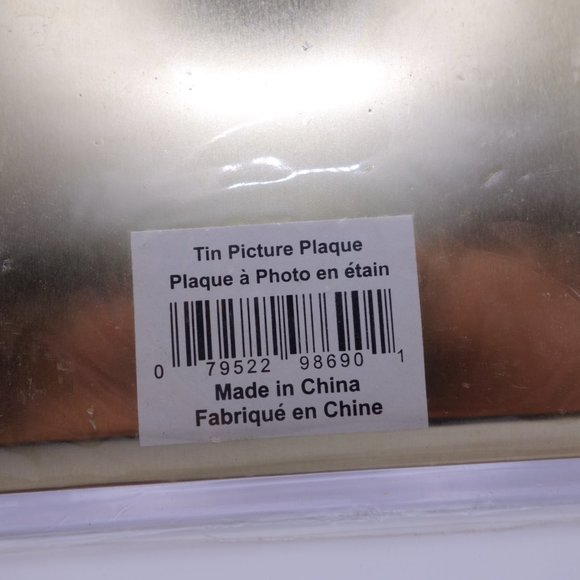 Tin Picture Plaque
Plaque à Photo en étain
0 79522 98690 1
Made in China
Fabriqué en Chine